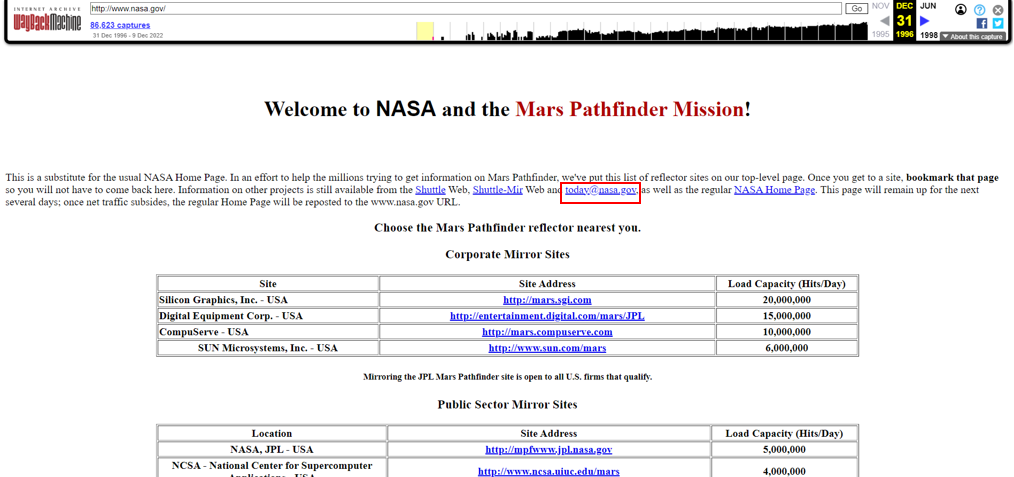 INTERNET ARCHIVE
WayBackMachine
http://www.nasa.gov/
Go
86,623 captures
31 Dec 1996 - 9 Dec 2022
NOV DEC JUN
31
1995 1996 1998
About this capture
Welcome to NASA and the Mars Pathfinder Mission!
This is a substitute for the usual NASA Home Page. In an effort to help the millions trying to get information on Mars Pathfinder, we've put this list of reflector sites on our top-level page. Once you get to a site, bookmark that page
so you will not have to come back here. Information on other projects is still available from the Shuttle Web, Shuttle-Mir Web and today@nasa.gov, as well as the regular NASA Home Page. This page will remain up for the next
several days; once net traffic subsides, the regular Home Page will be reposted to the www.nasa.gov URL.
Choose the Mars Pathfinder reflector nearest you.
Corporate Mirror Sites
Site Site Address Load Capacity (Hits/Day)
Silicon Graphics, Inc. - USA http://mars.sgi.com 20,000,000
Digital Equipment Corp. - USA http://entertainment.digital.com/mars/JPL 15,000,000
CompuServe - USA http://mars.compuserve.com 10,000,000
SUN Microsystems, Inc. - USA http://www.sun.com/mars 6,000,000
Mirroring the JPL Mars Pathfinder site is open to all U.S. firms that qualify.
Public Sector Mirror Sites
Location Site Address Load Capacity (Hits/Day)
NASA, JPL - USA http://mpfwww.jpl.nasa.gov 5,000,000
NCSA - National Center for Supercomputer
http://www.ncsa.uiuc.edu/mars 4,000,000